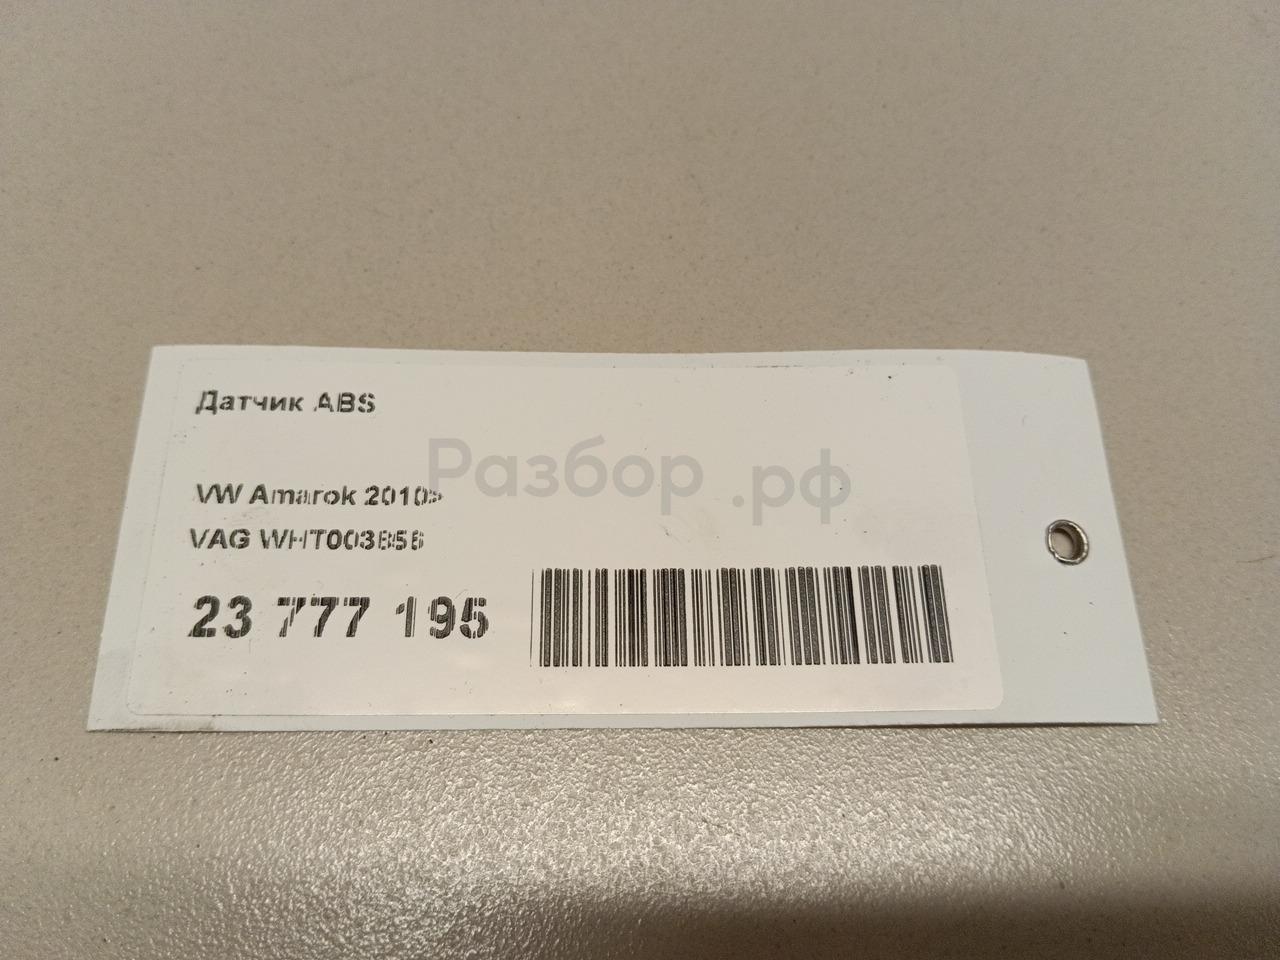 Датчик ABS
Разбор.рф
VW Amarok 2010>
VAG WHT003856
23 777 195